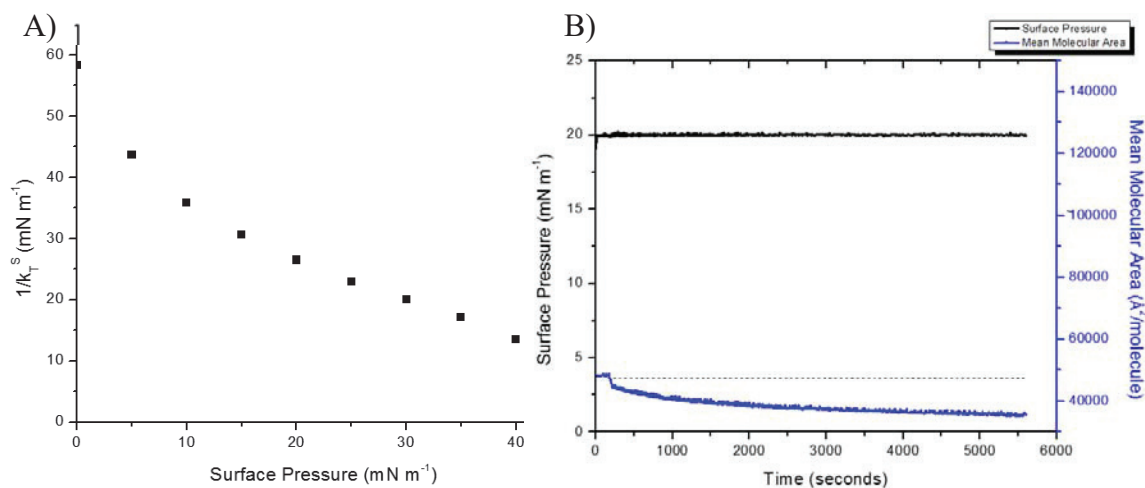 A)
1/k_T^S (mN m⁻¹)
60
50
40
30
20
10
0
0 10 20 30 40
Surface Pressure (mN m⁻¹)
B)
Surface Pressure
Mean Molecular Area
Surface Pressure (mN m⁻¹)
25
20
15
10
5
0
0 1000 2000 3000 4000 5000 6000
Time (seconds)
140000
120000
100000
80000
60000
40000
Mean Molecular Area (Å²/molecule)